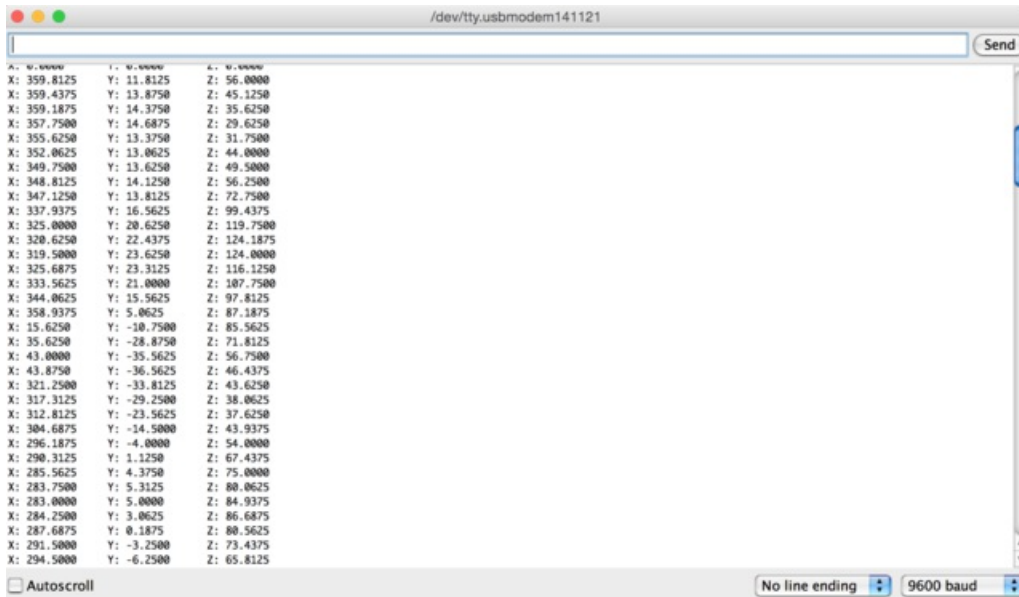 /dev/tty.usbmodem141121
Send
X: 0.0000 Y: 0.0000 Z: 0.0000
X: 359.8125 Y: 11.8125 Z: 56.0000
X: 359.4375 Y: 13.8750 Z: 45.1250
X: 359.1875 Y: 14.3750 Z: 35.6250
X: 357.7500 Y: 14.6875 Z: 29.6250
X: 355.6250 Y: 13.3750 Z: 31.7500
X: 352.0625 Y: 13.0625 Z: 44.0000
X: 349.7500 Y: 13.6250 Z: 49.5000
X: 348.8125 Y: 14.1250 Z: 56.2500
X: 347.1250 Y: 13.8125 Z: 72.7500
X: 337.9375 Y: 16.5625 Z: 99.4375
X: 325.0000 Y: 20.6250 Z: 119.7500
X: 320.6250 Y: 22.4375 Z: 124.1875
X: 319.5000 Y: 23.6250 Z: 124.0000
X: 325.6875 Y: 23.3125 Z: 116.1250
X: 333.5625 Y: 21.0000 Z: 107.7500
X: 344.0625 Y: 15.5625 Z: 97.8125
X: 358.9375 Y: 5.0625 Z: 87.1875
X: 15.6250 Y: -10.7500 Z: 85.5625
X: 35.6250 Y: -28.8750 Z: 71.8125
X: 43.0000 Y: -35.5625 Z: 56.7500
X: 43.8750 Y: -36.5625 Z: 46.4375
X: 321.2500 Y: -33.8125 Z: 43.6250
X: 317.3125 Y: -29.2500 Z: 38.0625
X: 312.8125 Y: -23.5625 Z: 37.6250
X: 304.6875 Y: -14.5000 Z: 43.9375
X: 296.1875 Y: -4.0000 Z: 54.0000
X: 290.3125 Y: 1.1250 Z: 67.4375
X: 285.5625 Y: 4.3750 Z: 75.0000
X: 283.7500 Y: 5.3125 Z: 80.0625
X: 283.0000 Y: 5.0000 Z: 84.9375
X: 284.2500 Y: 3.0625 Z: 86.6875
X: 287.6875 Y: 0.1875 Z: 80.5625
X: 291.5000 Y: -3.2500 Z: 73.4375
X: 294.5000 Y: -6.2500 Z: 65.8125
Autoscroll No line ending 9600 baud